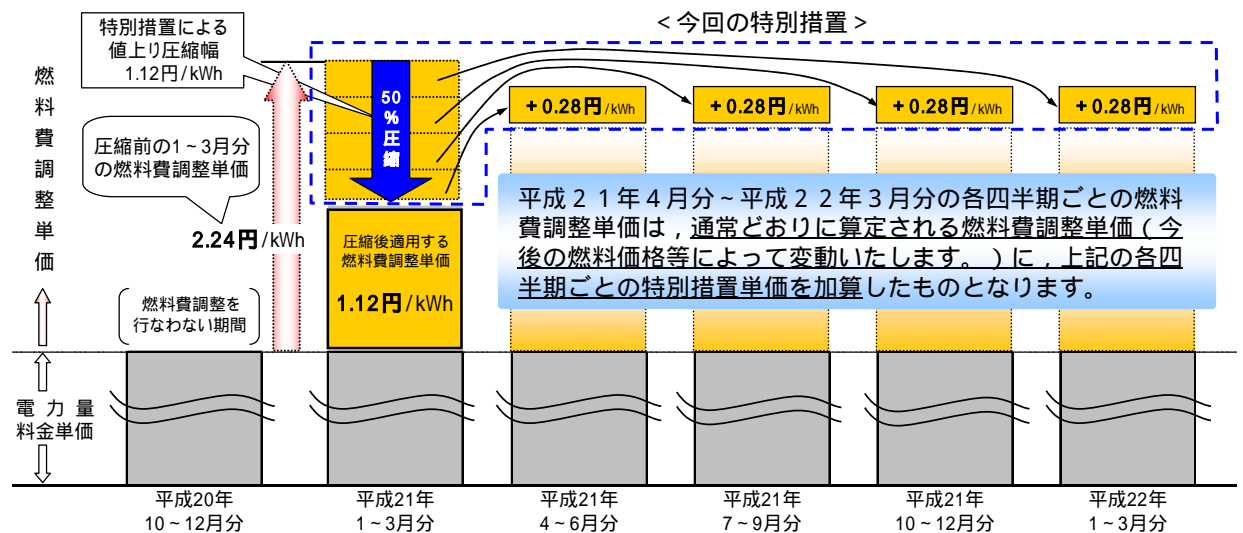 <今回の特別措置>
特別措置による
値上り圧縮幅
1.12円/kWh
燃料費調整単価
50%圧縮
+0.28円/kWh
+0.28円/kWh
+0.28円/kWh
+0.28円/kWh
圧縮前の1~3月分
の燃料費調整単価
2.24円/kWh
圧縮後適用する
燃料費調整単価
1.12円/kWh
平成21年4月分~平成22年3月分の各四半期ごとの燃料
費調整単価は,通常どおりに算定される燃料費調整単価(今
後の燃料価格等によって変動いたします。)に,上記の各四
半期ごとの特別措置単価を加算したものとなります。
燃料費調整を
行なわない期間
電力量
料金単価
平成20年
10~12月分
平成21年
1~3月分
平成21年
4~6月分
平成21年
7~9月分
平成21年
10~12月分
平成22年
1~3月分